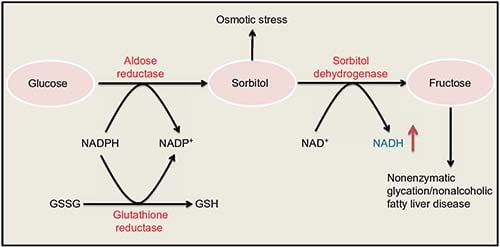 Osmotic stress
Aldose
reductase
Sorbitol
dehydrogenase
Glucose
Sorbitol
Fructose
NADPH
NADP+
NAD+
NADH
GSSG
GSH
Glutathione
reductase
Nonenzymatic
glycation/nonalcoholic
fatty liver disease